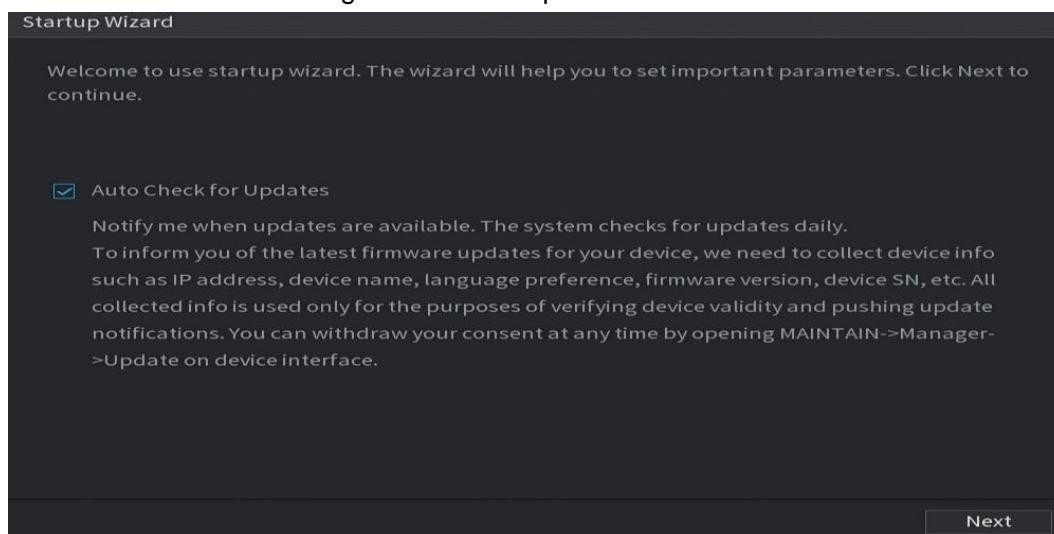 Startup Wizard
Welcome to use startup wizard. The wizard will help you to set important parameters. Click Next to
continue.
Auto Check for Updates
Notify me when updates are available. The system checks for updates daily.
To inform you of the latest firmware updates for your device, we need to collect device info
such as IP address, device name, language preference, firmware version, device SN, etc. All
collected info is used only for the purposes of verifying device validity and pushing update
notifications. You can withdraw your consent at any time by opening MAINTAIN->Manager-
>Update on device interface.
Next